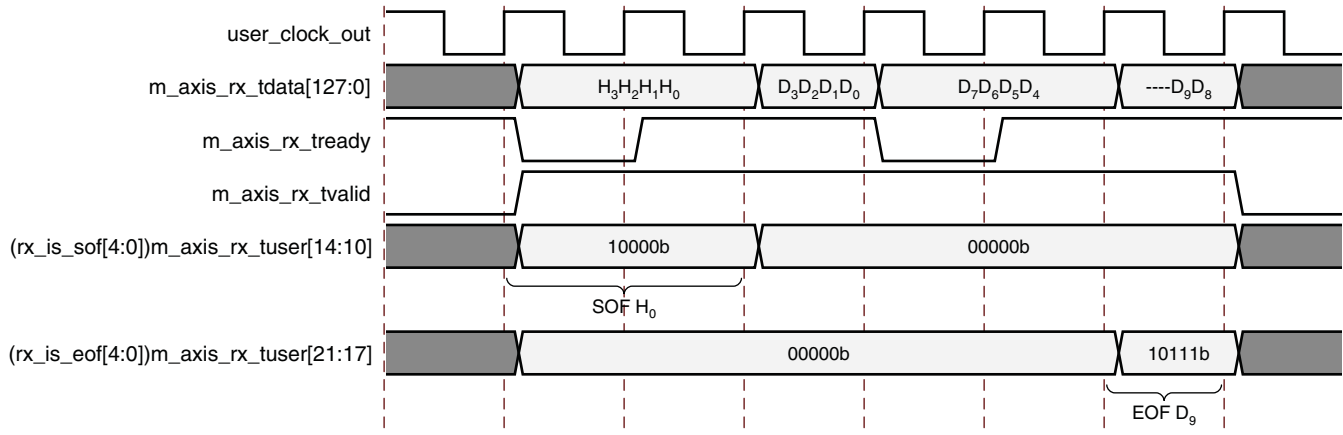 user_clock_out
m_axis_rx_tdata[127:0] H₃H₂H₁H₀ D₃D₂D₁D₀ D₇D₆D₅D₄ ----D₉D₈
m_axis_rx_tready
m_axis_rx_tvalid
(rx_is_sof[4:0])m_axis_rx_tuser[14:10] 10000b 00000b
SOF H₀
(rx_is_eof[4:0])m_axis_rx_tuser[21:17] 00000b 10111b
EOF D₉